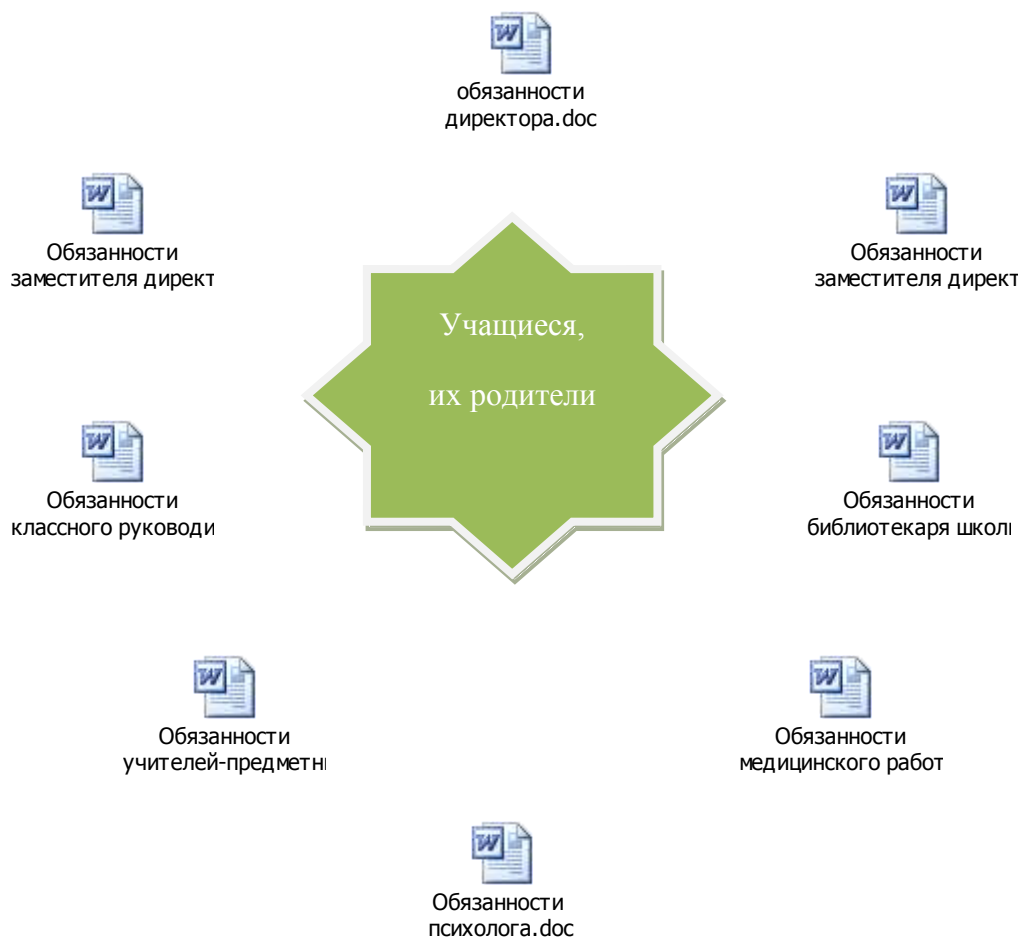 обязанности
директора.doc
Обязанности
заместителя директ
Обязанности
заместителя директ
Учащиеся,
их родители
Обязанности
классного руководи
Обязанности
библиотекаря школ
Обязанности
учителей-предметн
Обязанности
медицинского работ
Обязанности
психолога.doc